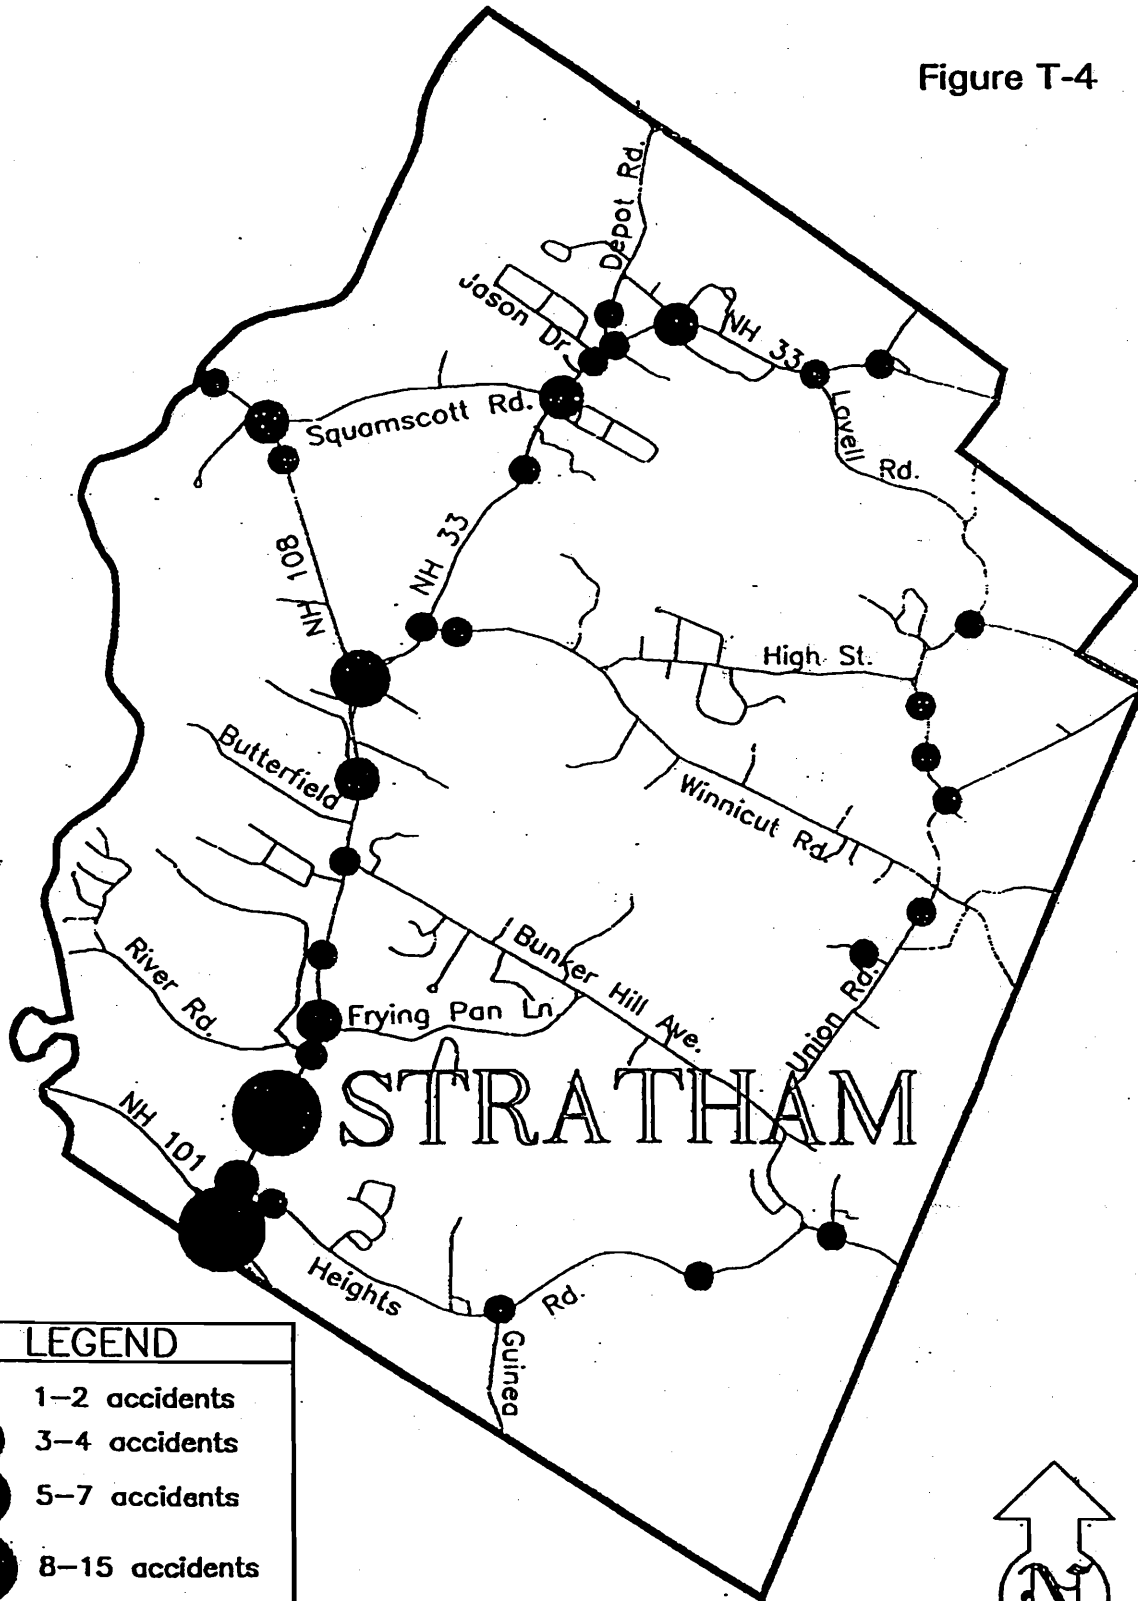 Figure T-4
Depot Rd.
Jason Dr
NH 33
Squamscott Rd.
Lovell Rd.
NH 33
NH 108
High St.
Butterfield
Winnicut Rd.
Bunker Hill Ave.
River Rd.
Frying Pan Ln
Union Rd.
STRATHAM
NH 101
Heights Rd.
Guinea
LEGEND
1-2 accidents
3-4 accidents
5-7 accidents
8-15 accidents
N